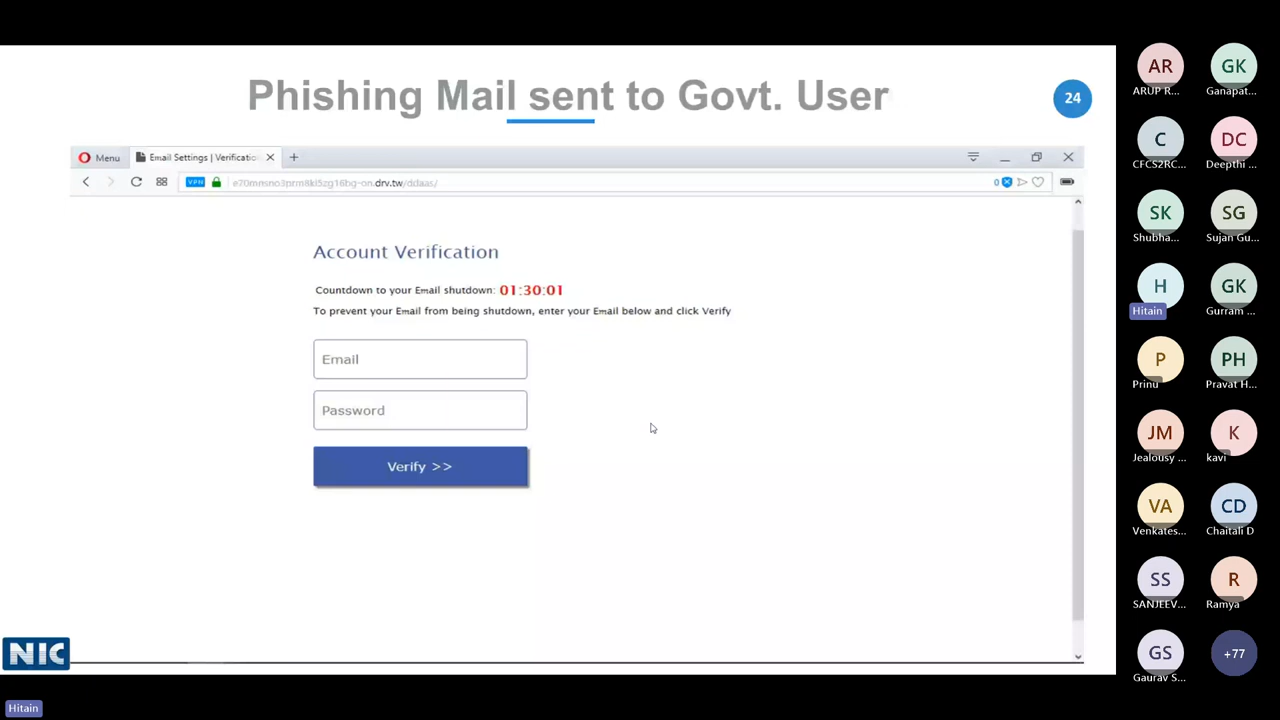 Phishing Mail sent to Govt. User
24
Menu
Email Settings | Verificatio
VPN
e70mnsno3prm8ki5zg16bg-on.drv.tw/ddaas/
0
Account Verification
Countdown to your Email shutdown: 01:30:01
To prevent your Email from being shutdown, enter your Email below and click Verify
Email
Password
Verify >>
NIC
Hitain
AR
ARUP R...
GK
Ganapat...
C
CFCS2RC...
DC
Deepthi ...
SK
Shubha...
SG
Sujan Gu...
H
Hitain
GK
Gurram ...
P
Prinu
PH
Pravat H...
JM
Jealousy ...
K
kavi
VA
Venkates...
CD
Chaitali D
SS
SANJEEV...
R
Ramya
GS
Gaurav S...
+77